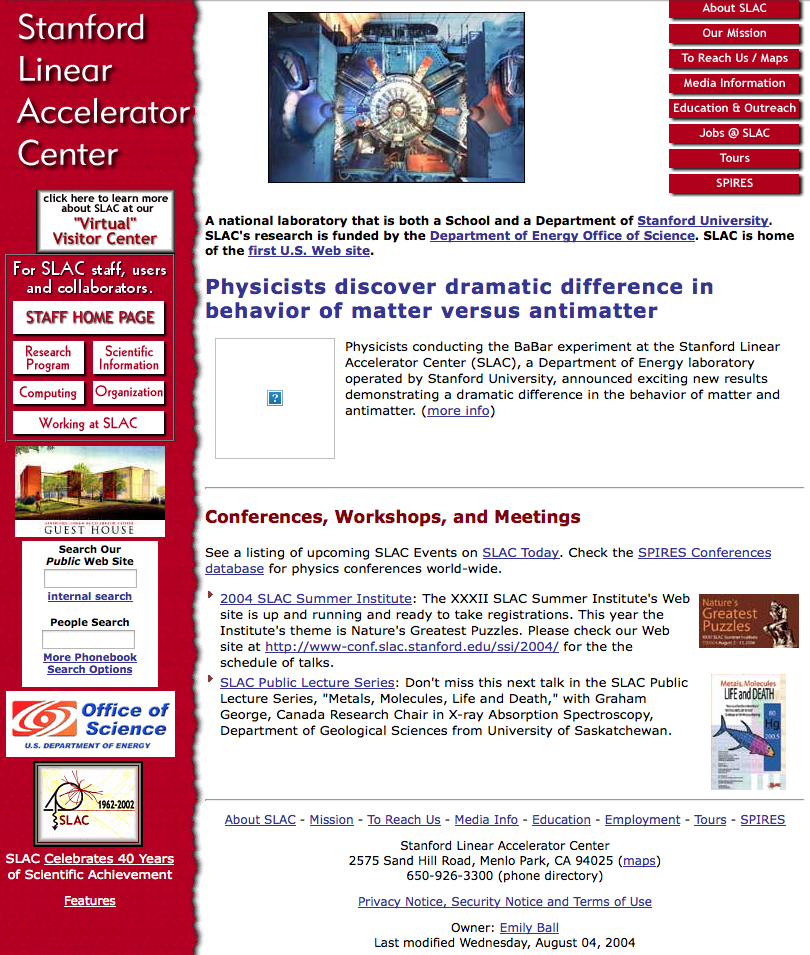 Stanford
Linear
Accelerator
Center
click here to learn more
about SLAC at our
"Virtual"
Visitor Center
For SLAC staff, users
and collaborators.
STAFF HOME PAGE
Research
Program
Scientific
Information
Computing
Organization
Working at SLAC
STANFORD LINEAR ACCELERATOR CENTER
GUEST HOUSE
Search Our
Public Web Site
internal search
People Search
More Phonebook
Search Options
Office of
Science
U.S. DEPARTMENT OF ENERGY
1962-2002
SLAC
SLAC Celebrates 40 Years
of Scientific Achievement
Features
About SLAC
Our Mission
To Reach Us / Maps
Media Information
Education & Outreach
Jobs @ SLAC
Tours
SPIRES
A national laboratory that is both a School and a Department of Stanford University.
SLAC's research is funded by the Department of Energy Office of Science. SLAC is home
of the first U.S. Web site.
Physicists discover dramatic difference in
behavior of matter versus antimatter
?
Physicists conducting the BaBar experiment at the Stanford Linear
Accelerator Center (SLAC), a Department of Energy laboratory
operated by Stanford University, announced exciting new results
demonstrating a dramatic difference in the behavior of matter and
antimatter. (more info)
Conferences, Workshops, and Meetings
See a listing of upcoming SLAC Events on SLAC Today. Check the SPIRES Conferences
database for physics conferences world-wide.
2004 SLAC Summer Institute: The XXXII SLAC Summer Institute's Web
site is up and running and ready to take registrations. This year the
Institute's theme is Nature's Greatest Puzzles. Please check our Web
site at http://www-conf.slac.stanford.edu/ssi/2004/ for the the
schedule of talks.
Nature's
Greatest
Puzzles
SLAC Public Lecture Series: Don't miss this next talk in the SLAC Public
Lecture Series, "Metals, Molecules, Life and Death," with Graham
George, Canada Research Chair in X-ray Absorption Spectroscopy,
Department of Geological Sciences from University of Saskatchewan.
Metals, Molecules
LIFE and DEATH
80
Hg
200.5
About SLAC - Mission - To Reach Us - Media Info - Education - Employment - Tours - SPIRES
Stanford Linear Accelerator Center
2575 Sand Hill Road, Menlo Park, CA 94025 (maps)
650-926-3300 (phone directory)
Privacy Notice, Security Notice and Terms of Use
Owner: Emily Ball
Last modified Wednesday, August 04, 2004